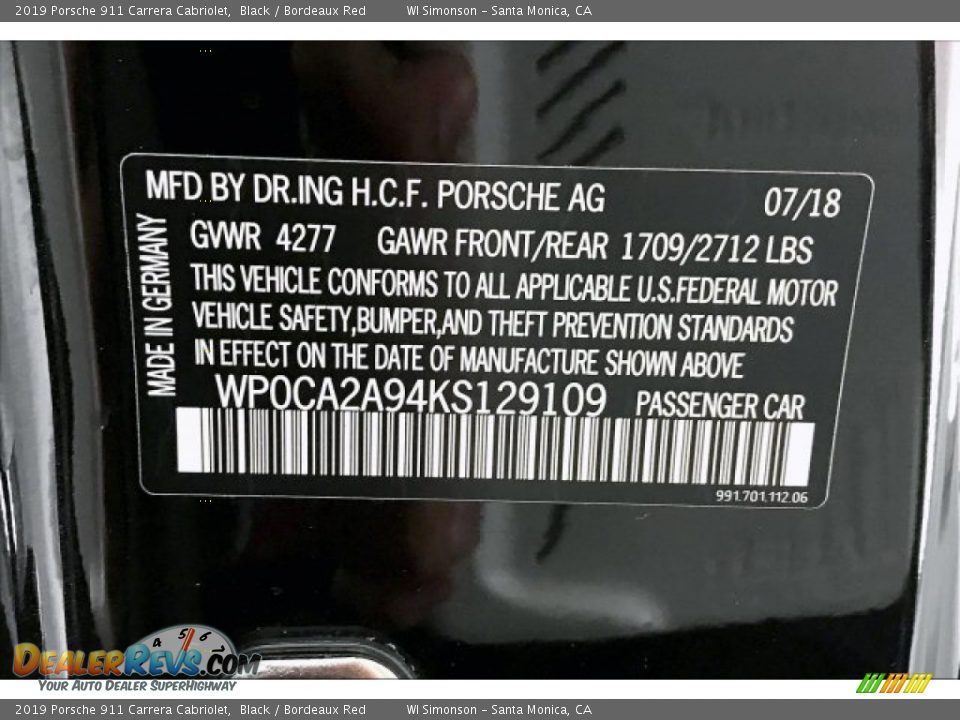 2019 Porsche 911 Carrera Cabriolet, Black / Bordeaux Red WI Simonson - Santa Monica, CA
MFD BY DR.ING H.C.F. PORSCHE AG 07/18
GVWR 4277 GAWR FRONT/REAR 1709/2712 LBS
THIS VEHICLE CONFORMS TO ALL APPLICABLE U.S.FEDERAL MOTOR
VEHICLE SAFETY,BUMPER,AND THEFT PREVENTION STANDARDS
IN EFFECT ON THE DATE OF MANUFACTURE SHOWN ABOVE
MADE IN GERMANY
WP0CA2A94KS129109 PASSENGER CAR
991.701.112.06
4 5 6
DEALERREVS.COM
YOUR AUTO DEALER SUPERHIGHWAY
2019 Porsche 911 Carrera Cabriolet, Black / Bordeaux Red WI Simonson - Santa Monica, CA